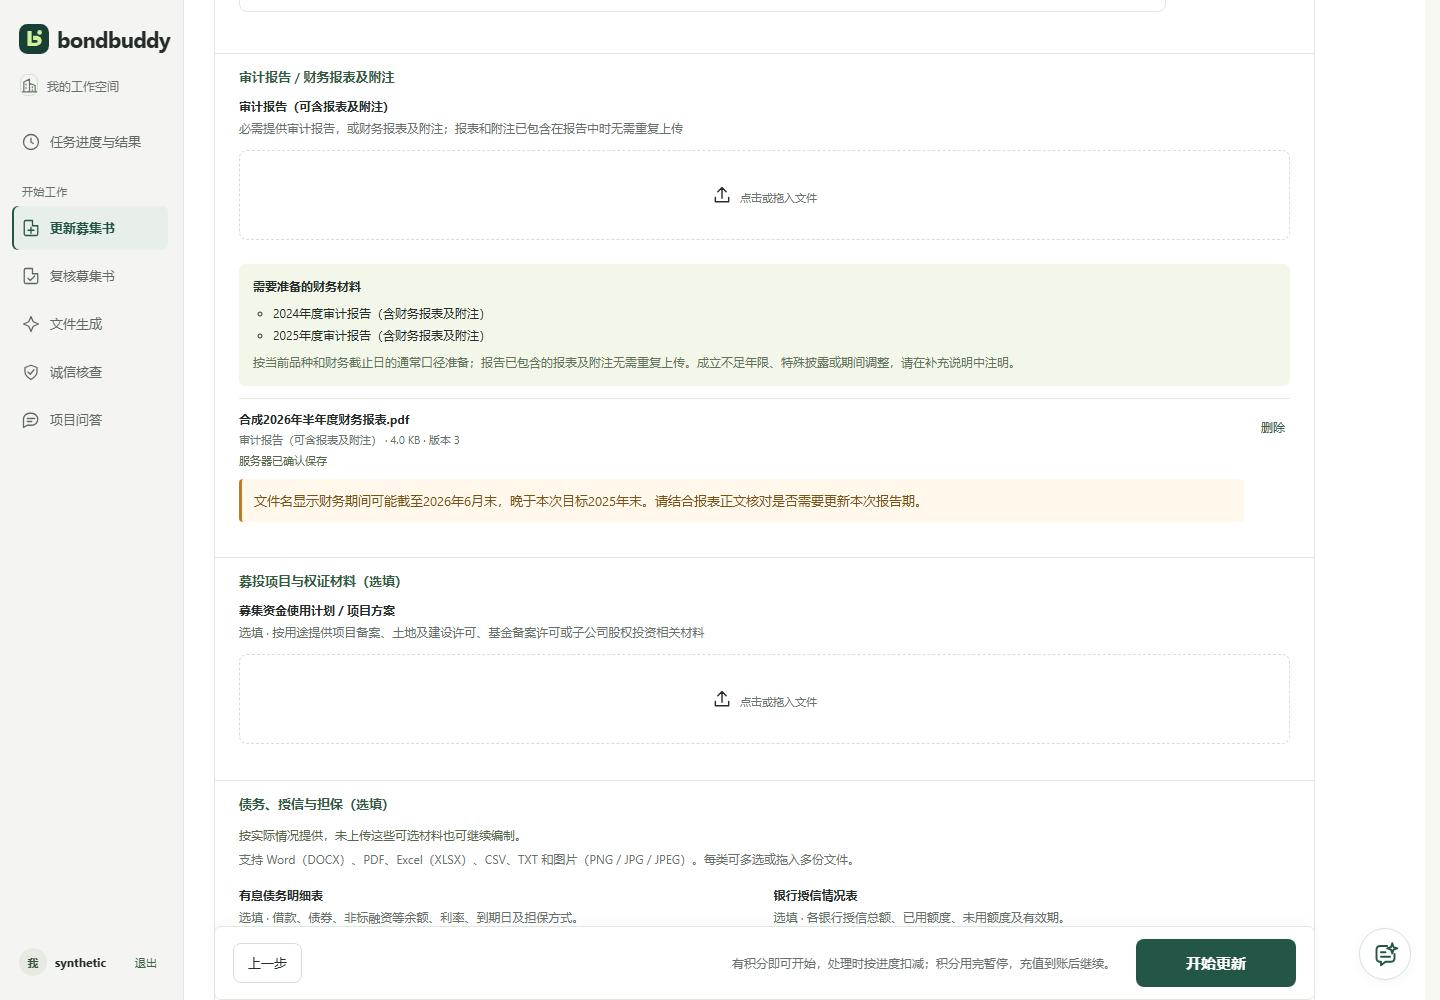 bondbuddy
我的工作空间
任务进度与结果
开始工作
更新募集书
复核募集书
文件生成
诚信核查
项目问答
我 synthetic 退出
审计报告 / 财务报表及附注
审计报告（可含报表及附注）
必需提供审计报告，或财务报表及附注；报表和附注已包含在报告中时无需重复上传
点击或拖入文件
需要准备的财务材料
2024年度审计报告（含财务报表及附注）
2025年度审计报告（含财务报表及附注）
按当前品种和财务截止日的通常口径准备；报告已包含的报表及附注无需重复上传。成立不足年限、特殊披露或期间调整，请在补充说明中注明。
合成2026年半年度财务报表.pdf
审计报告（可含报表及附注） · 4.0 KB · 版本 3
服务器已确认保存
删除
文件名显示财务期间可能截至2026年6月末，晚于本次目标2025年末。请结合报表正文核对是否需要更新本次报告期。
募投项目与权证材料（选填）
募集资金使用计划 / 项目方案
选填 · 按用途提供项目备案、土地及建设许可、基金备案许可或子公司股权投资相关材料
点击或拖入文件
债务、授信与担保（选填）
按实际情况提供，未上传这些可选材料也可继续编制。
支持 Word（DOCX）、PDF、Excel（XLSX）、CSV、TXT 和图片（PNG / JPG / JPEG）。每类可多选或拖入多份文件。
有息债务明细表
选填 · 借款、债券、非标融资等余额、利率、到期日及担保方式。
银行授信情况表
选填 · 各银行授信总额、已用额度、未用额度及有效期。
上一步
有积分即可开始，处理时按进度扣减；积分用完暂停，充值到账后继续。
开始更新